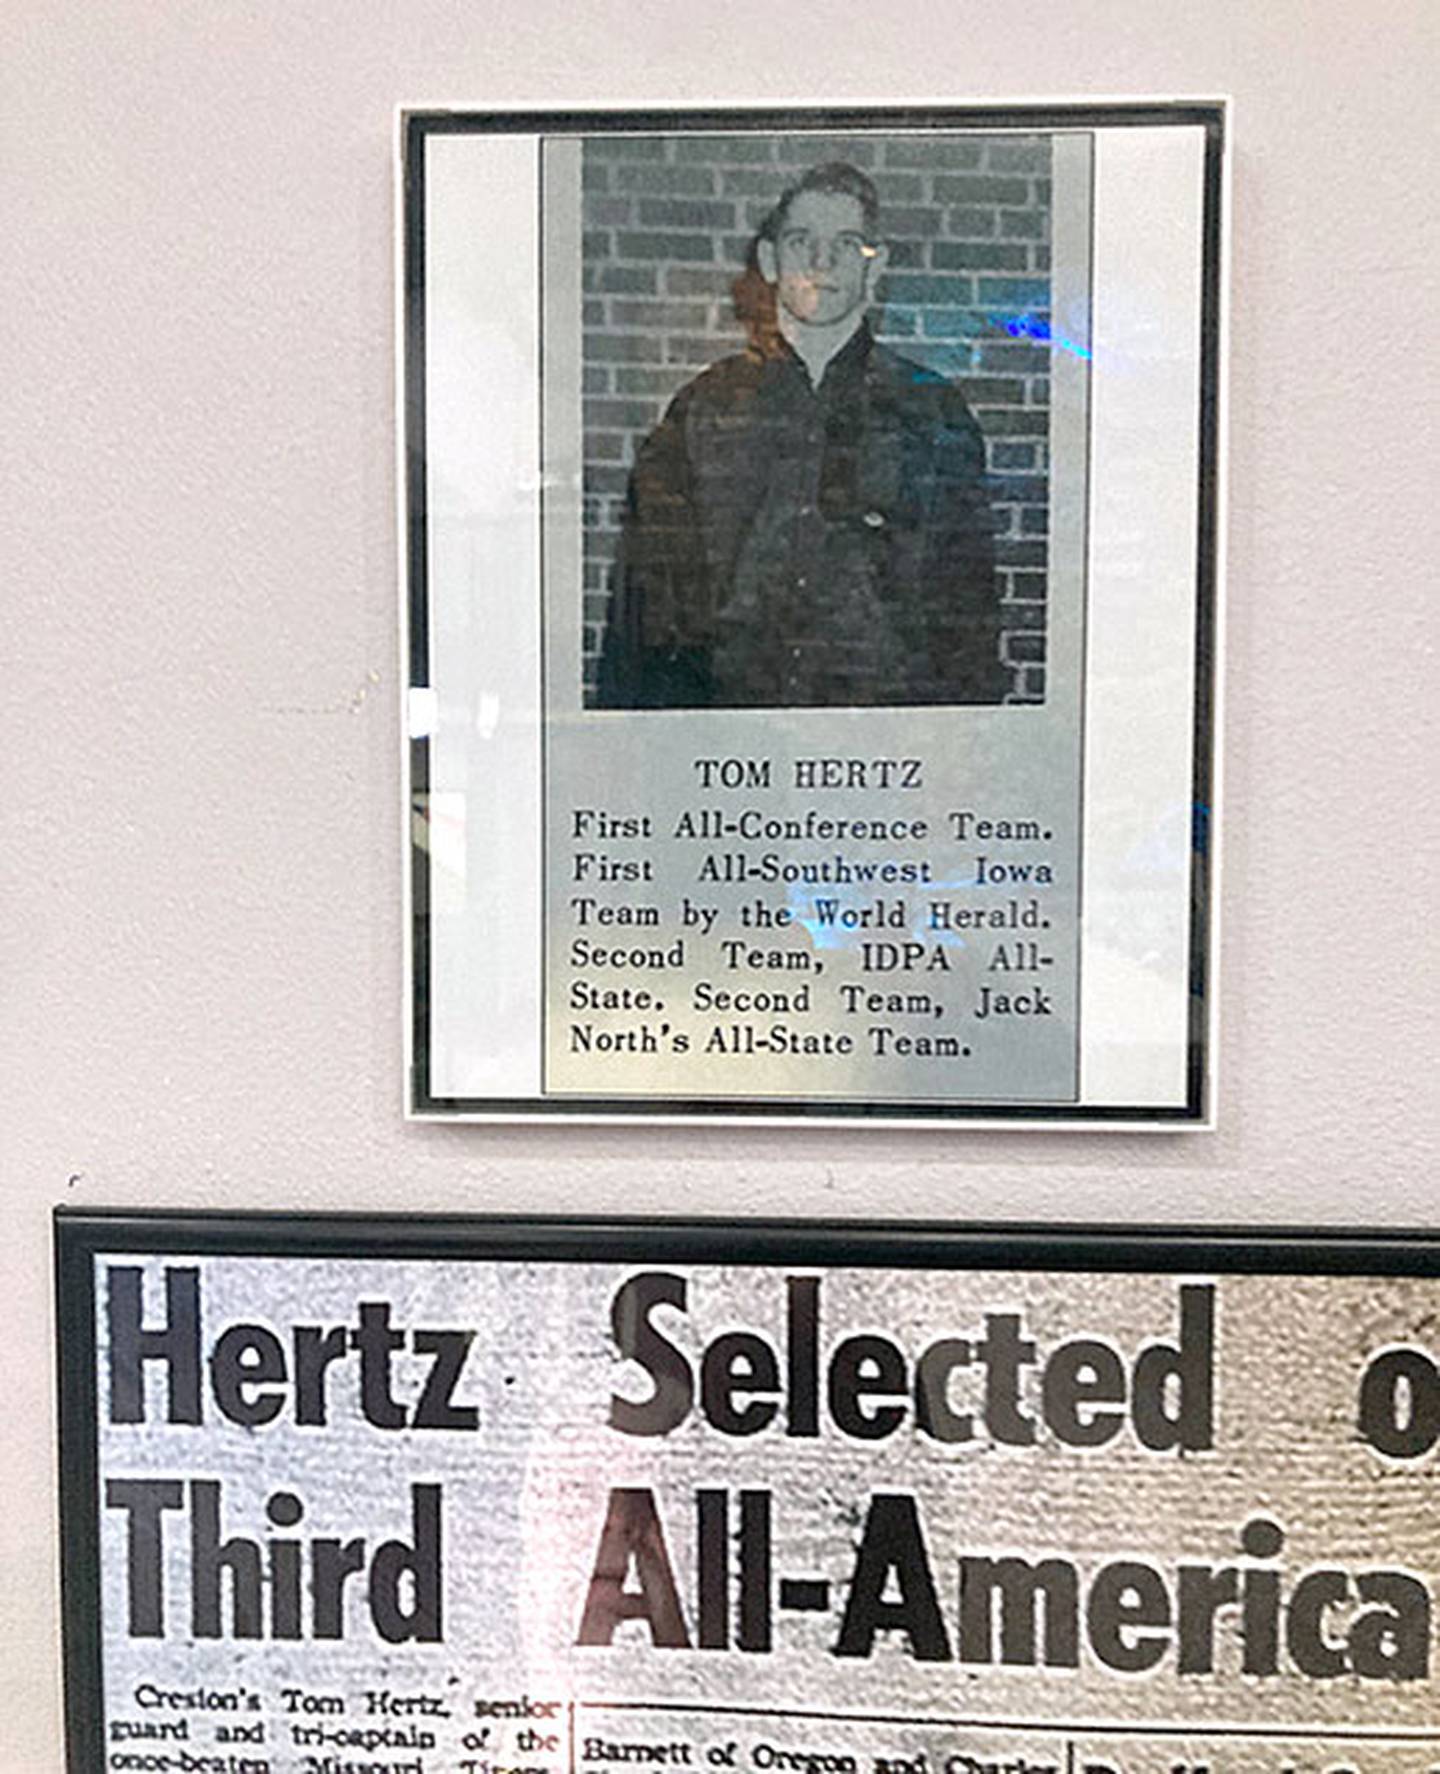 TOM HERTZ
First All-Conference Team.
First All-Southwest Iowa
Team by the World Herald.
Second Team, IDPA All-
State. Second Team, Jack
North's All-State Team.
Hertz Selected o
Third All-America
Creston's Tom Hertz, senior
guard and tri-captain of the
once-beaten Missouri Tigers
Barnett of Oregon and Charles